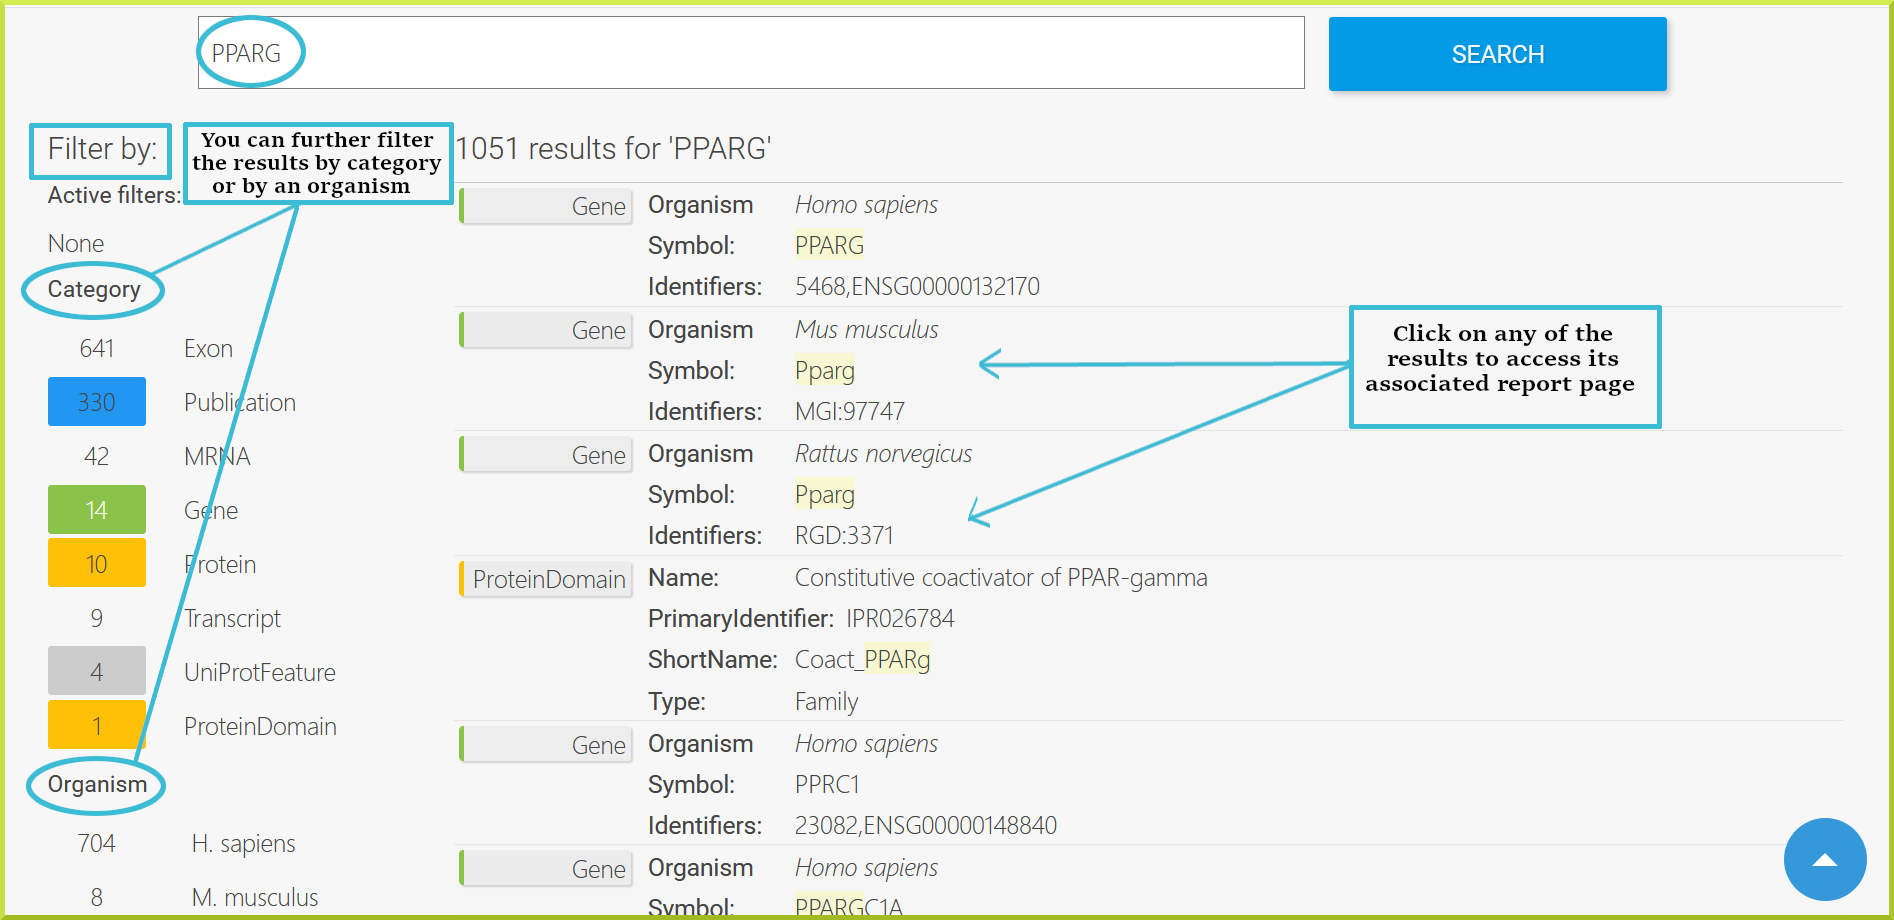 PPARG
SEARCH
Filter by:
You can further filter
the results by category
or by an organism
1051 results for 'PPARG'
Active filters:
None
Category
641 Exon
330 Publication
42 MRNA
14 Gene
10 Protein
9 Transcript
4 UniProtFeature
1 ProteinDomain
Organism
704 H. sapiens
8 M. musculus
Gene Organism Homo sapiens
Symbol: PPARG
Identifiers: 5468,ENSG00000132170
Gene Organism Mus musculus
Symbol: Pparg
Identifiers: MGI:97747
Gene Organism Rattus norvegicus
Symbol: Pparg
Identifiers: RGD:3371
ProteinDomain Name: Constitutive coactivator of PPAR-gamma
PrimaryIdentifier: IPR026784
ShortName: Coact_PPARg
Type: Family
Gene Organism Homo sapiens
Symbol: PPRC1
Identifiers: 23082,ENSG00000148840
Gene Organism Homo sapiens
Symbol: PPARGC1A
Click on any of the
results to access its
associated report page